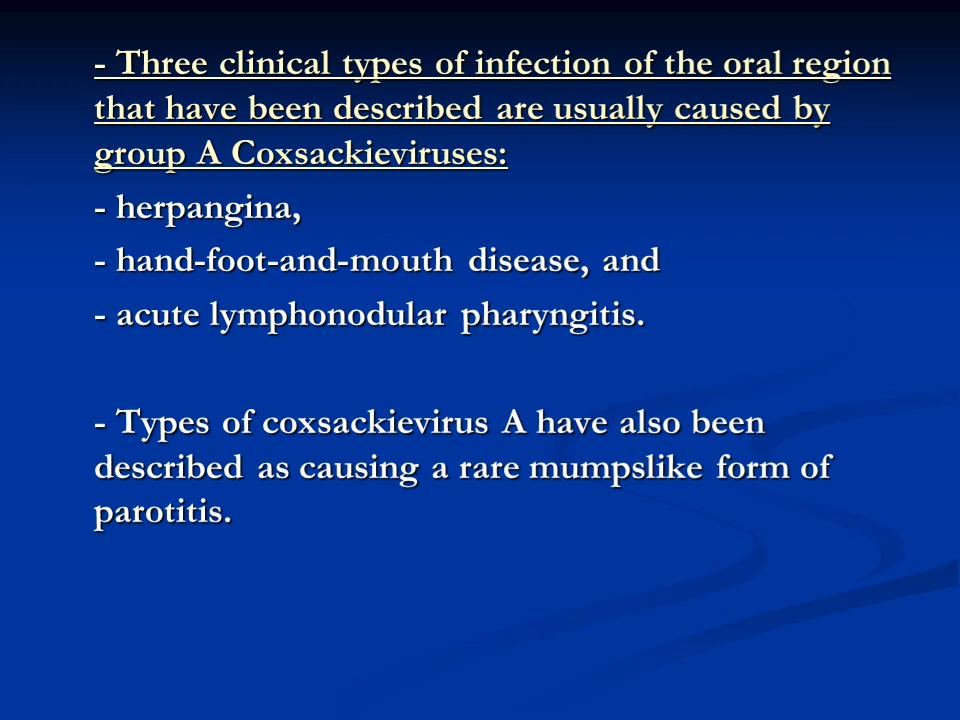 - Three clinical types of infection of the oral region
that have been described are usually caused by
group A Coxsackieviruses:
- herpangina,
- hand-foot-and-mouth disease, and
- acute lymphonodular pharyngitis.
- Types of coxsackievirus A have also been
described as causing a rare mumpslike form of
parotitis.